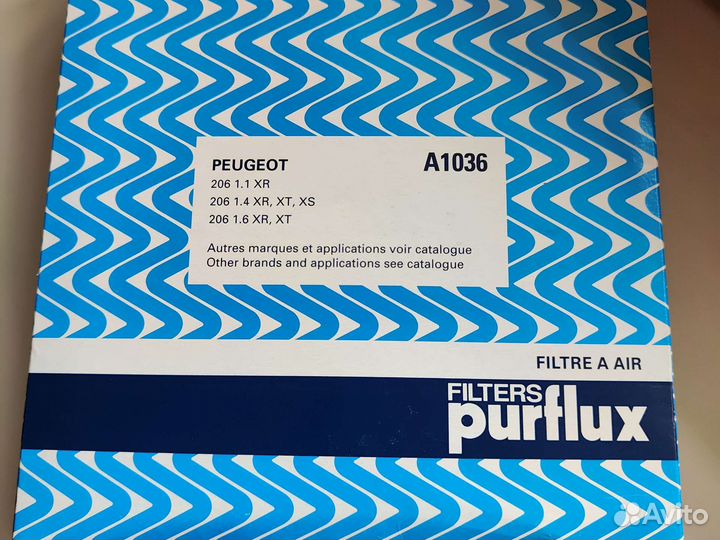 PEUGEOT A1036
206 1.1 XR
206 1.4 XR, XT, XS
206 1.6 XR, XT
Autres marques et applications voir catalogue
Other brands and applications see catalogue
FILTRE A AIR
FILTERS
purflux
Avito